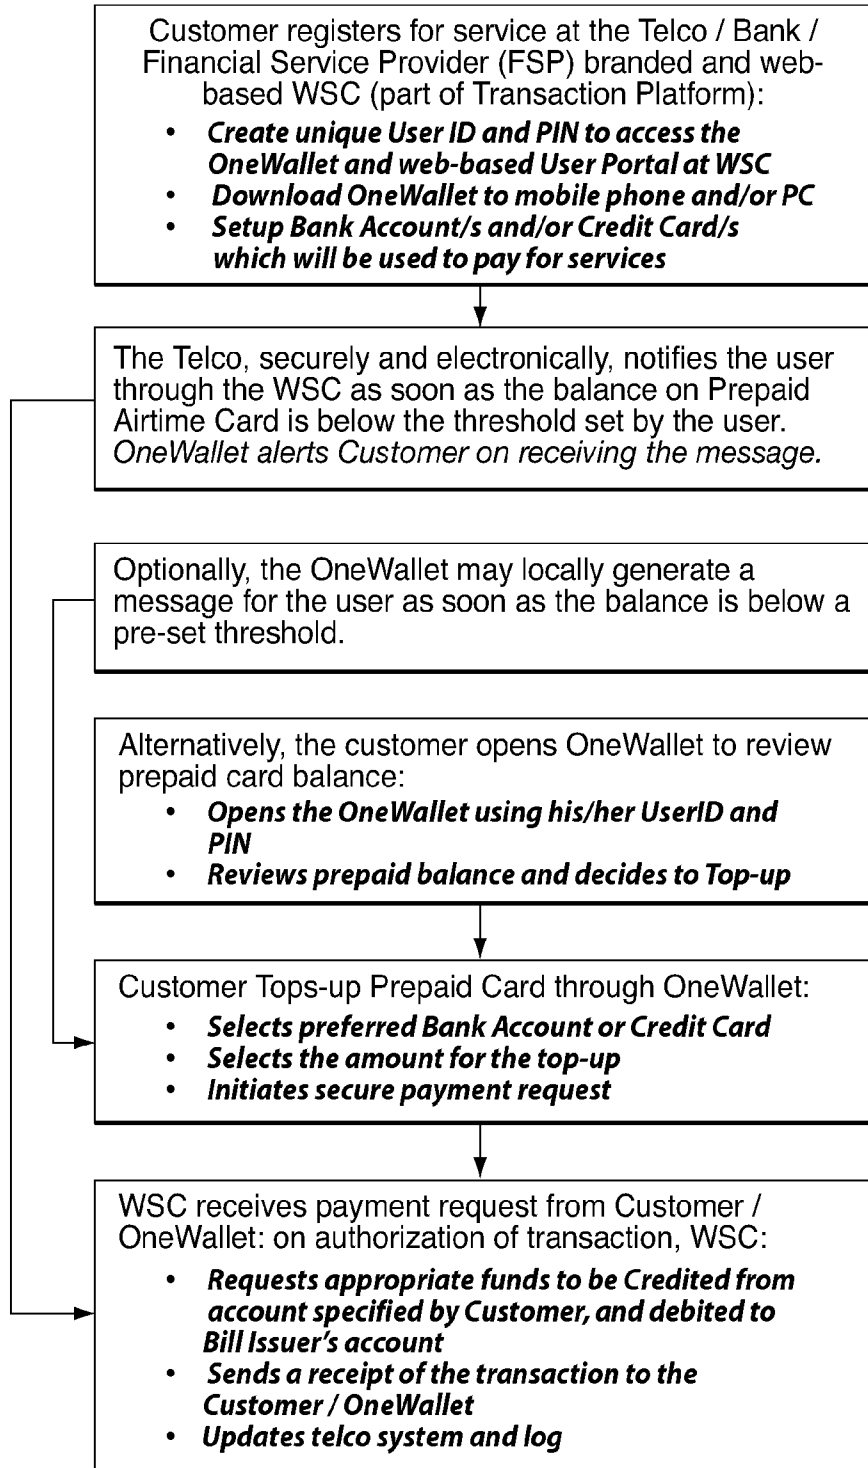 Customer registers for service at the Telco / Bank /
Financial Service Provider (FSP) branded and web-
based WSC (part of Transaction Platform):
• Create unique User ID and PIN to access the
OneWallet and web-based User Portal at WSC
• Download OneWallet to mobile phone and/or PC
• Setup Bank Account/s and/or Credit Card/s
which will be used to pay for services
The Telco, securely and electronically, notifies the user
through the WSC as soon as the balance on Prepaid
Airtime Card is below the threshold set by the user.
OneWallet alerts Customer on receiving the message.
Optionally, the OneWallet may locally generate a
message for the user as soon as the balance is below a
pre-set threshold.
Alternatively, the customer opens OneWallet to review
prepaid card balance:
• Opens the OneWallet using his/her UserID and
PIN
• Reviews prepaid balance and decides to Top-up
Customer Tops-up Prepaid Card through OneWallet:
• Selects preferred Bank Account or Credit Card
• Selects the amount for the top-up
• Initiates secure payment request
WSC receives payment request from Customer /
OneWallet: on authorization of transaction, WSC:
• Requests appropriate funds to be Credited from
account specified by Customer, and debited to
Bill Issuer’s account
• Sends a receipt of the transaction to the
Customer / OneWallet
• Updates telco system and log